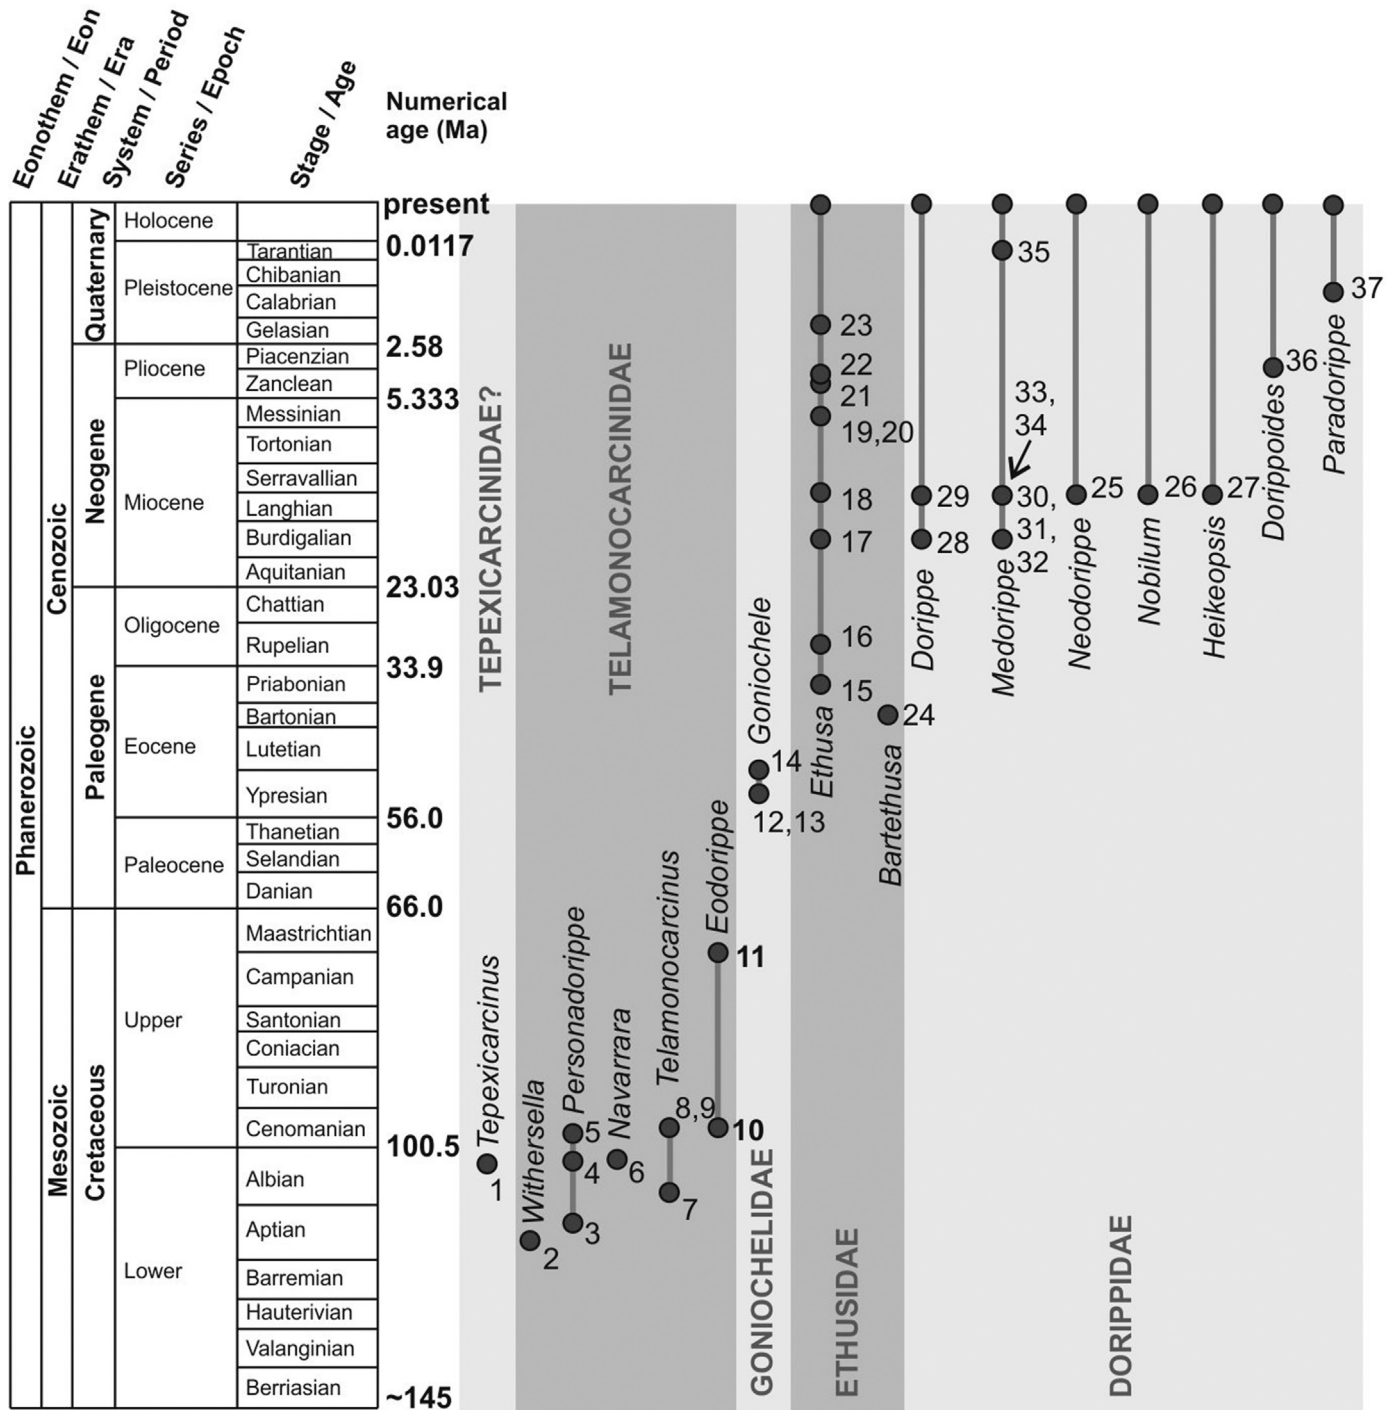 Eonothem / Eon
Erathem / Era
System / Period
Series / Epoch
Stage / Age
Numerical
age (Ma)
Phanerozoic
Cenozoic
Mesozoic
Quaternary
Neogene
Paleogene
Cretaceous
Holocene
Pleistocene
Pliocene
Miocene
Oligocene
Eocene
Paleocene
Upper
Lower
Tarantian
Chibanian
Calabrian
Gelasian
Piacenzian
Zanclean
Messinian
Tortonian
Serravallian
Langhian
Burdigalian
Aquitanian
Chattian
Rupelian
Priabonian
Bartonian
Lutetian
Ypresian
Thanetian
Selandian
Danian
Maastrichtian
Campanian
Santonian
Coniacian
Turonian
Cenomanian
Albian
Aptian
Barremian
Hauterivian
Valanginian
Berriasian
present
0.0117
2.58
5.333
23.03
33.9
56.0
66.0
100.5
~145
TEPEXICARCINIDAE?
Tepexicarcinus
1
TELAMONOCARCINIDAE
Withersella
2
Personadorippe
5
4
3
Navarrara
6
Telamonocarcinus
8,9
7
Eodorippe
11
10
GONIOCHELIDAE
Goniochele
14
12,13
ETHUSIDAE
23
22
21
19,20
18
17
16
15
Ethusa
24
Bartethusa
DORIPPIDAE
29
28
Dorippe
35
33,
34
30,
31,
32
Medorippe
25
Neodorippe
26
Nobilum
27
Heikeopsis
36
Dorippoides
37
Paradorippe